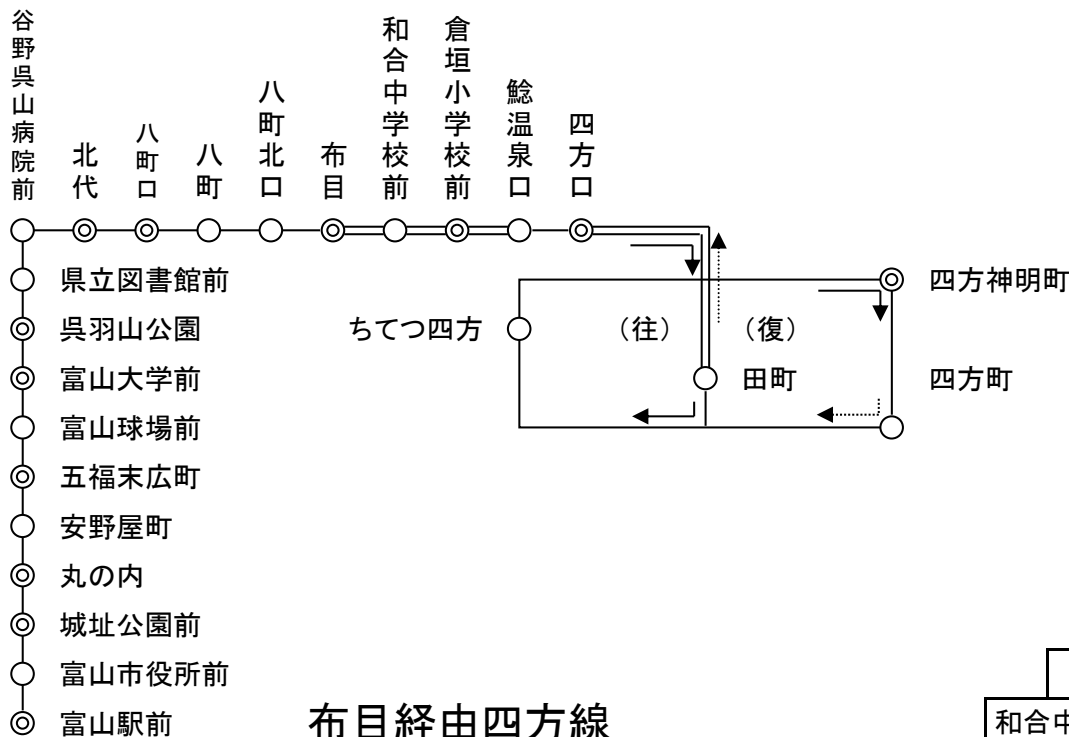 谷野呉山病院前
北代
八町口
八町
八町北口
布目
和合中学校前
倉垣小学校前
鯰温泉口
四方口
県立図書館前
呉羽山公園
富山大学前
富山球場前
五福末広町
安野屋町
丸の内
城址公園前
富山市役所前
富山駅前
ちてつ四方
（往）
（復）
田町
四方神明町
四方町
布目経由四方線
和合中